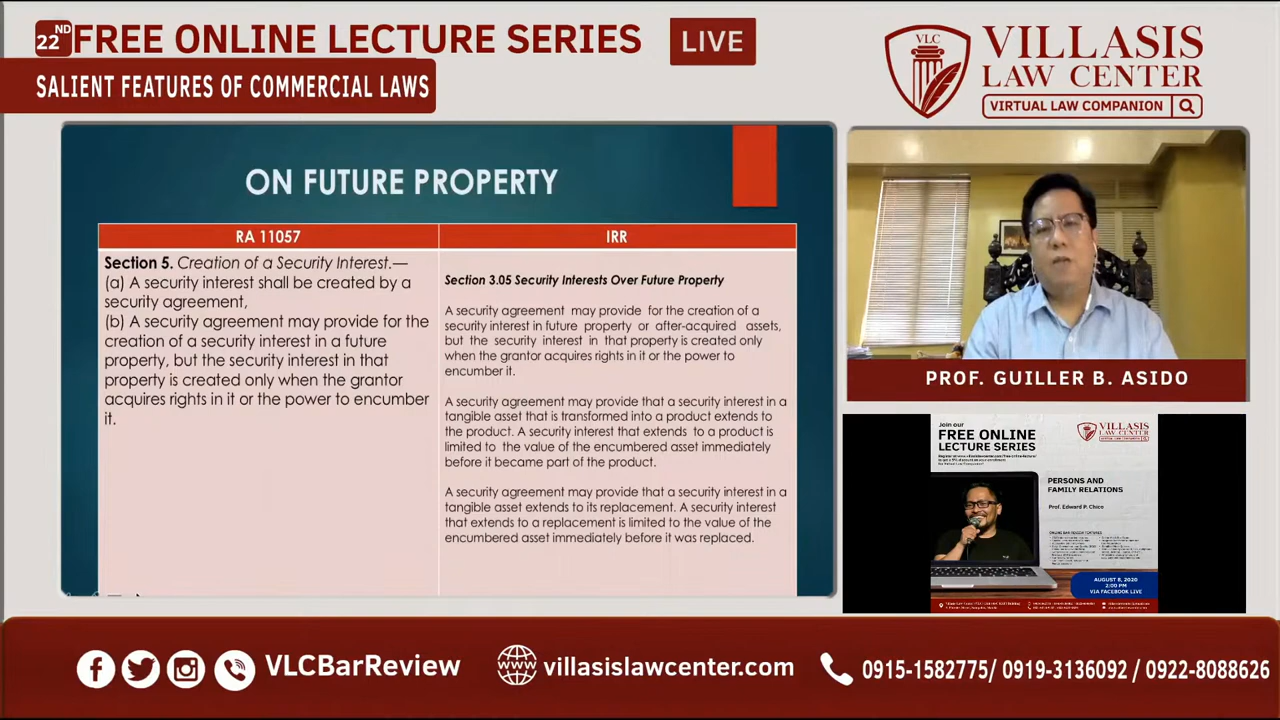 22ND FREE ONLINE LECTURE SERIES
LIVE
SALIENT FEATURES OF COMMERCIAL LAWS
VLC
VILLASIS
LAW CENTER
VIRTUAL LAW COMPANION
ON FUTURE PROPERTY
RA 11057
Section 5. Creation of a Security Interest.—
(a) A security interest shall be created by a
security agreement,
(b) A security agreement may provide for the
creation of a security interest in a future
property, but the security interest in that
property is created only when the grantor
acquires rights in it or the power to encumber
it.
IRR
Section 3.05 Security Interests Over Future Property
A security agreement may provide for the creation of a
security interest in future property or after-acquired assets,
but the security interest in that property is created only
when the grantor acquires rights in it or the power to
encumber it.
A security agreement may provide that a security interest in a
tangible asset that is transformed into a product extends to
the product. A security interest that extends to a product is
limited to the value of the encumbered asset immediately
before it became part of the product.
A security agreement may provide that a security interest in a
tangible asset extends to its replacement. A security interest
that extends to a replacement is limited to the value of the
encumbered asset immediately before it was replaced.
PROF. GUILLER B. ASIDO
Join our
FREE ONLINE
LECTURE SERIES
VILLASIS
LAW CENTER
PERSONS AND
FAMILY RELATIONS
Prof. Edward P. Chico
AUGUST 8, 2020
2:00 PM
VIA FACEBOOK LIVE
VLCBarReview
www
villasislawcenter.com
0915-1582775/ 0919-3136092 / 0922-8088626